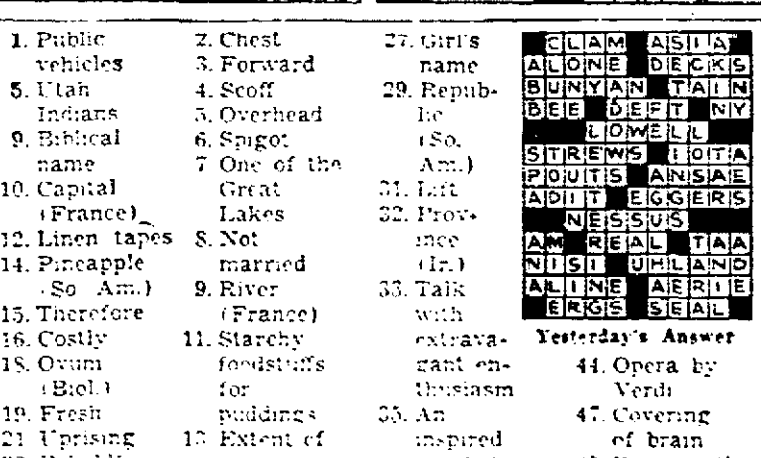 1. Public
vehicles
5. Utah
Indians
9. Biblical
name
10. Capital
(France)
12. Linen tapes
14. Pineapple
(So. Am.)
15. Therefore
16. Costly
18. Ovum
(Biol.)
19. Fresh
21. Uprising
2. Chest
3. Forward
4. Scoff
5. Overhead
6. Spigot
7 One of the
Great
Lakes
8. Not
married
9. River
(France)
11. Starchy
foodstuffs
for
puddings
13. Extent of
27. Girl's
name
29. Repub-
lic
(So.
Am.)
31. Lift
32. Prov-
ince
(Ir.)
33. Talk
with
extrava-
gant en-
thusiasm
35. An
inspired
CLAM ASIA
ALONE DECKS
BUNYAN TAIN
BEE DEFT NY
LOWELL
STREWS IOTA
POUTS ANSAE
ADIT EGGERS
NESSUS
AM REAL TAA
NISI UHLAND
ALINE AERIE
ERGS SEAL
Yesterday's Answer
44. Opera by
Verdi
47. Covering
of brain